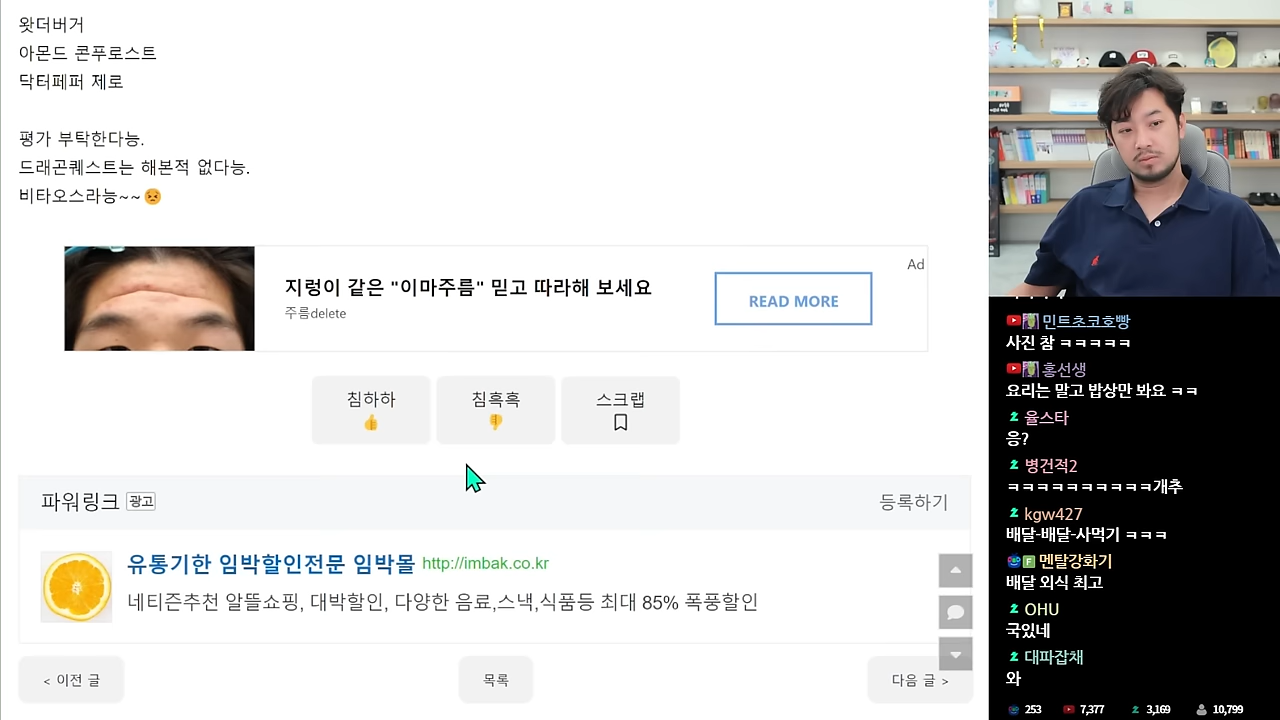 왓더버거
아몬드 콘푸로스트
닥터페퍼 제로
평가 부탁한다능.
드래곤퀘스트는 해본적 없다능.
비타오스라능~~😣
Ad
지렁이 같은 "이마주름" 믿고 따라해 보세요
주름delete
READ MORE
침하하
👍
침흑흑
👎
스크랩
파워링크 광고
등록하기
유통기한 임박할인전문 임박몰 http://imbak.co.kr
네티즌추천 알뜰쇼핑, 대박할인, 다양한 음료,스낵,식품등 최대 85% 폭풍할인
< 이전 글
목록
다음 글 >
민트초코호빵
사진 참 ㅋㅋㅋㅋㅋ
홍선생
요리는 말고 밥상만 봐요 ㅋㅋ
율스타
응?
병건적2
ㅋㅋㅋㅋㅋㅋㅋㅋㅋㅋ개추
kgw427
배달-배달-사먹기 ㅋㅋㅋ
멘탈강화기
배달 외식 최고
OHU
국있네
대파잡채
와
253 7,377 3,169 10,799